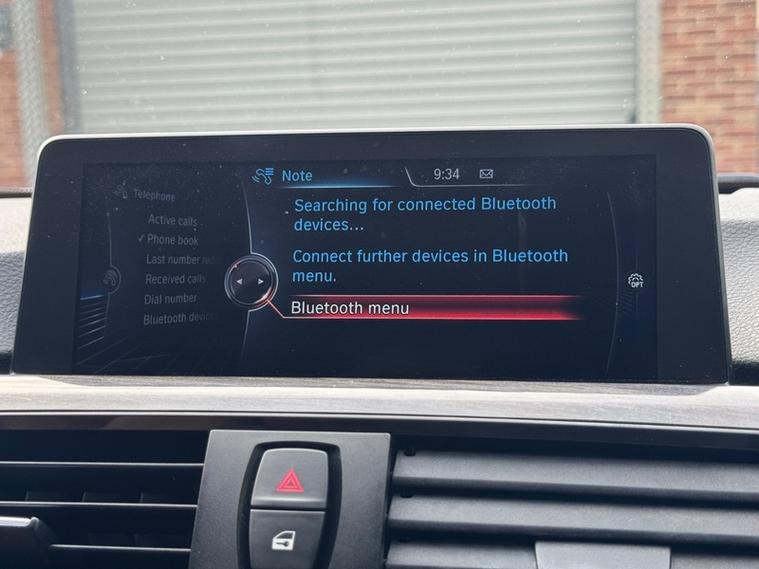 Note
9:34
Telephone
Active calls
Phone book
Last number
Received calls
Dial number
Bluetooth
Searching for connected Bluetooth
devices...
Connect further devices in Bluetooth
menu.
Bluetooth menu
OPT